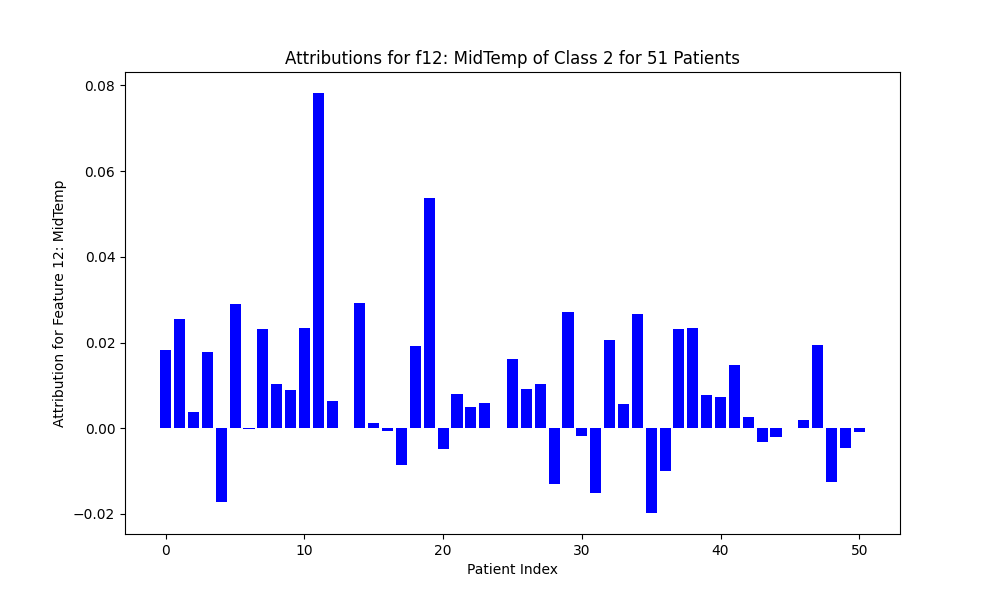 Attributions for f12: MidTemp of Class 2 for 51 Patients
Attribution for Feature 12: MidTemp
0.08
0.06
0.04
0.02
0.00
−0.02
0 10 20 30 40 50
Patient Index